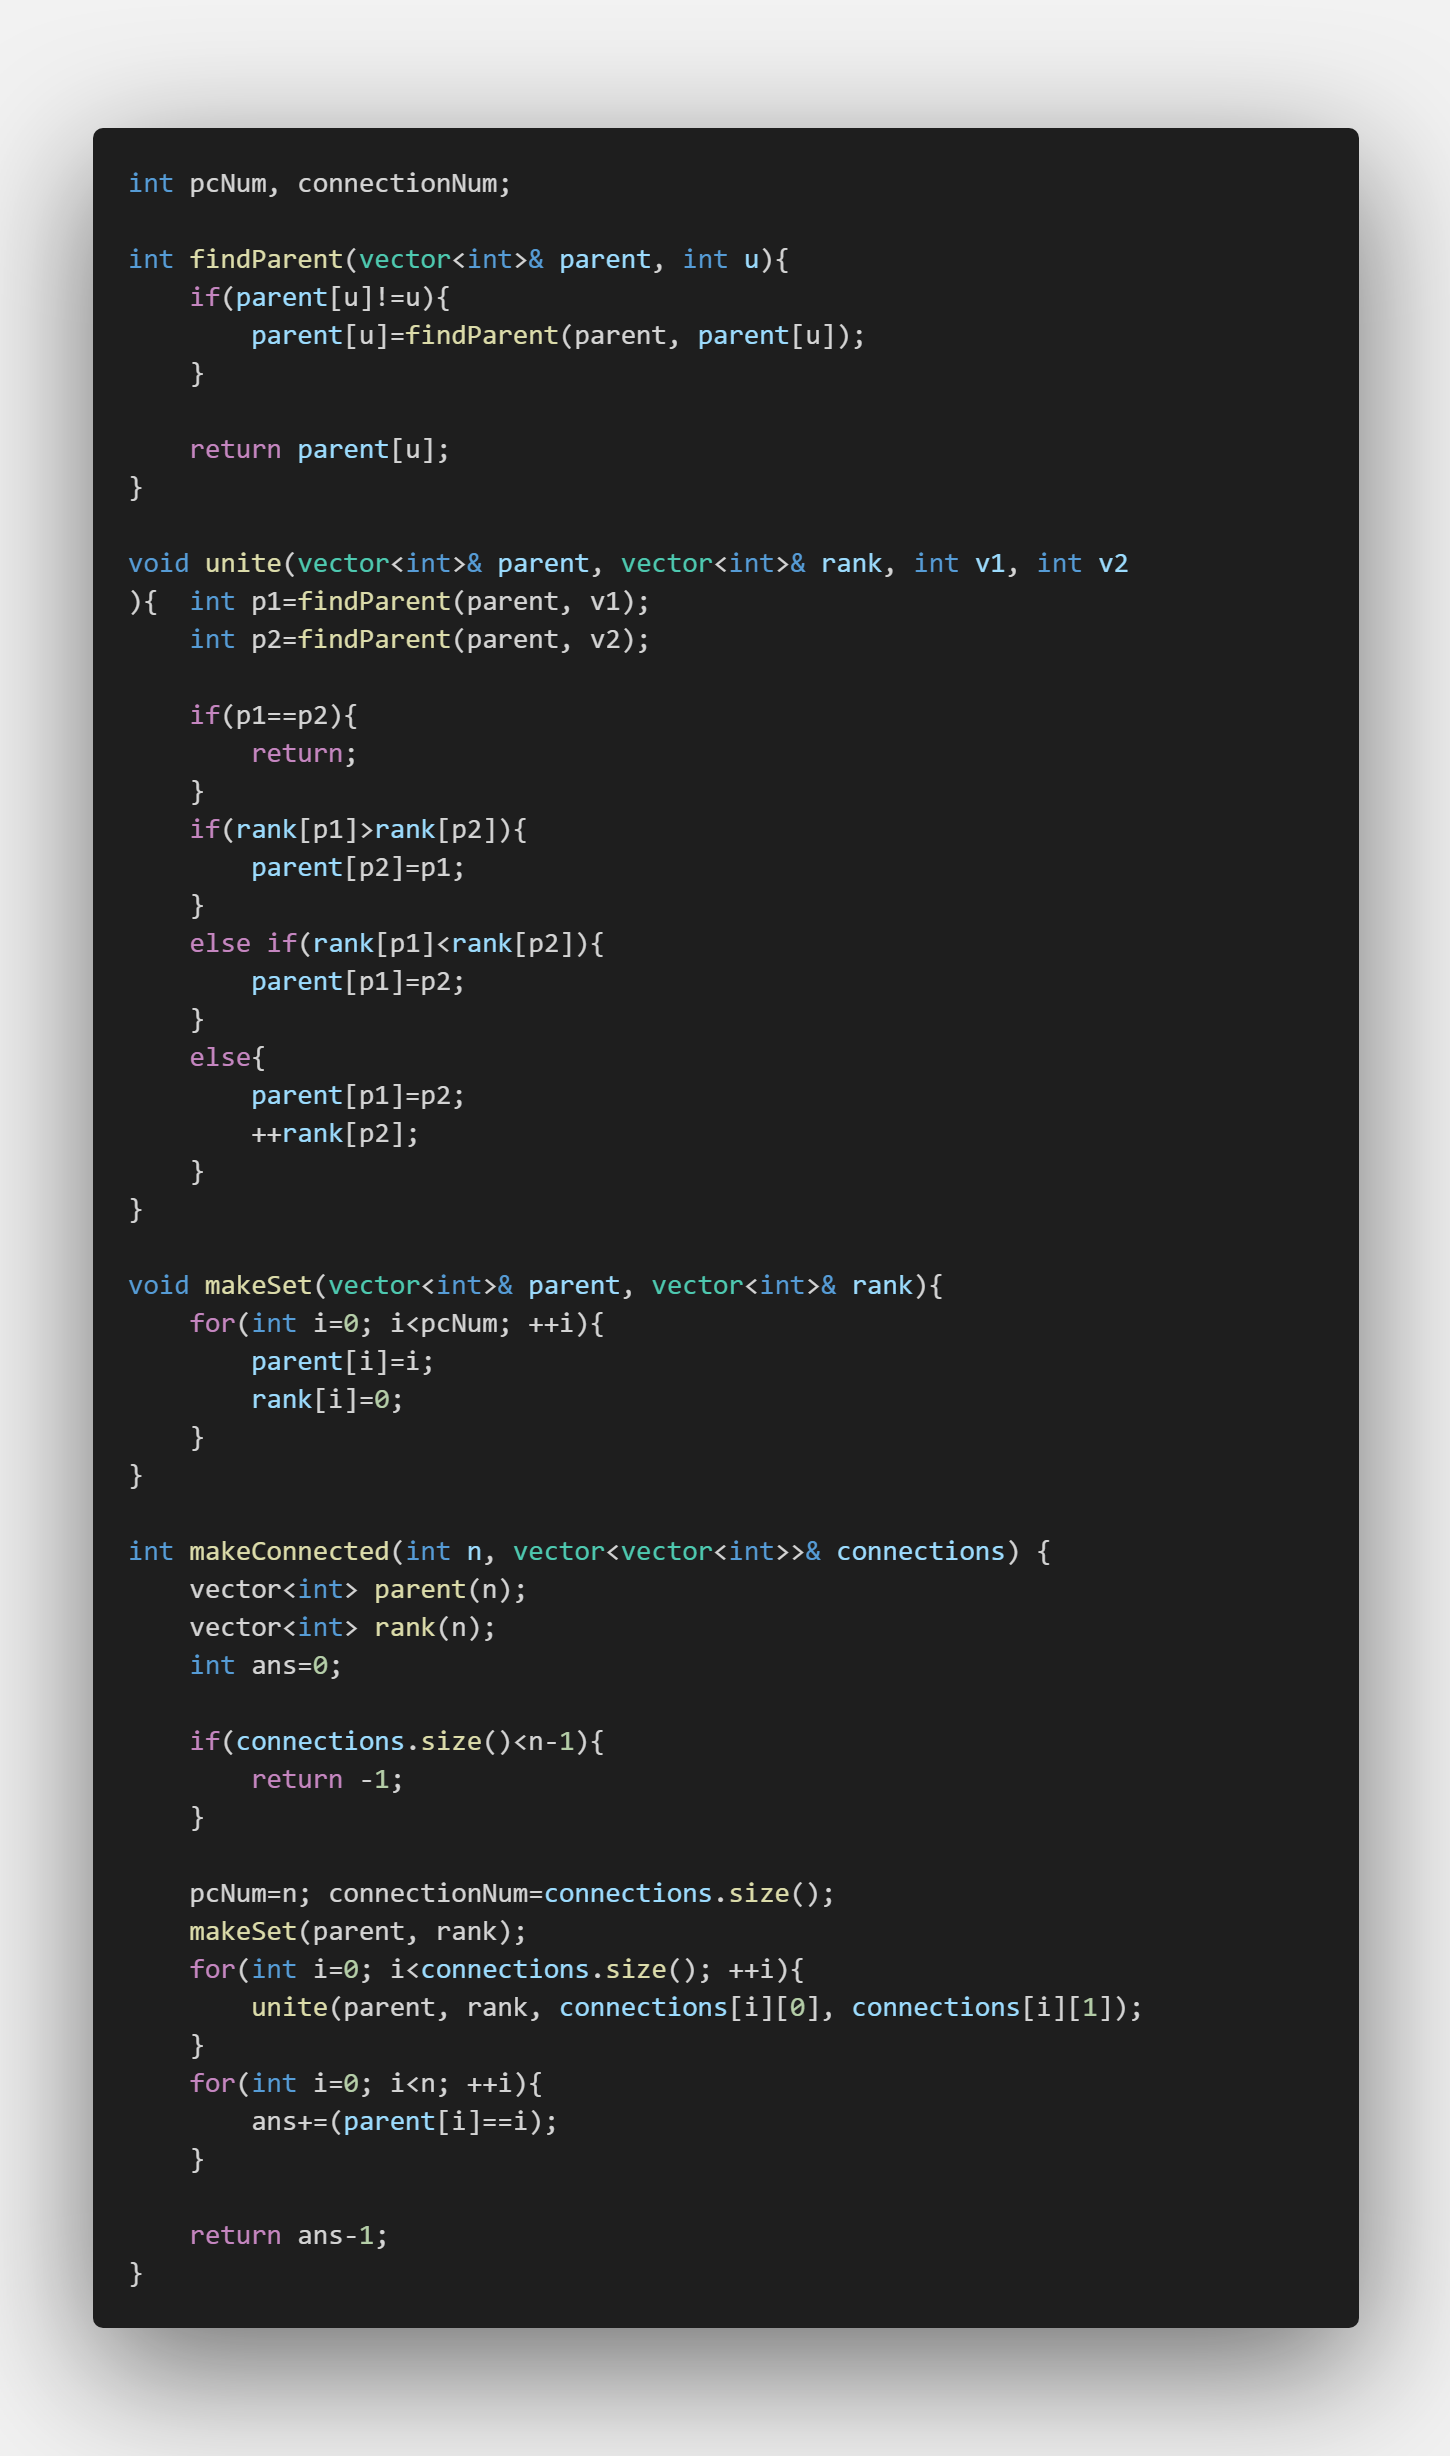 int pcNum, connectionNum;

int findParent(vector<int>& parent, int u){
    if(parent[u]!=u){
        parent[u]=findParent(parent, parent[u]);
    }

    return parent[u];
}

void unite(vector<int>& parent, vector<int>& rank, int v1, int v2
){  int p1=findParent(parent, v1);
    int p2=findParent(parent, v2);

    if(p1==p2){
        return;
    }
    if(rank[p1]>rank[p2]){
        parent[p2]=p1;
    }
    else if(rank[p1]<rank[p2]){
        parent[p1]=p2;
    }
    else{
        parent[p1]=p2;
        ++rank[p2];
    }
}

void makeSet(vector<int>& parent, vector<int>& rank){
    for(int i=0; i<pcNum; ++i){
        parent[i]=i;
        rank[i]=0;
    }
}

int makeConnected(int n, vector<vector<int>>& connections) {
    vector<int> parent(n);
    vector<int> rank(n);
    int ans=0;

    if(connections.size()<n-1){
        return -1;
    }

    pcNum=n; connectionNum=connections.size();
    makeSet(parent, rank);
    for(int i=0; i<connections.size(); ++i){
        unite(parent, rank, connections[i][0], connections[i][1]);
    }
    for(int i=0; i<n; ++i){
        ans+=(parent[i]==i);
    }

    return ans-1;
}